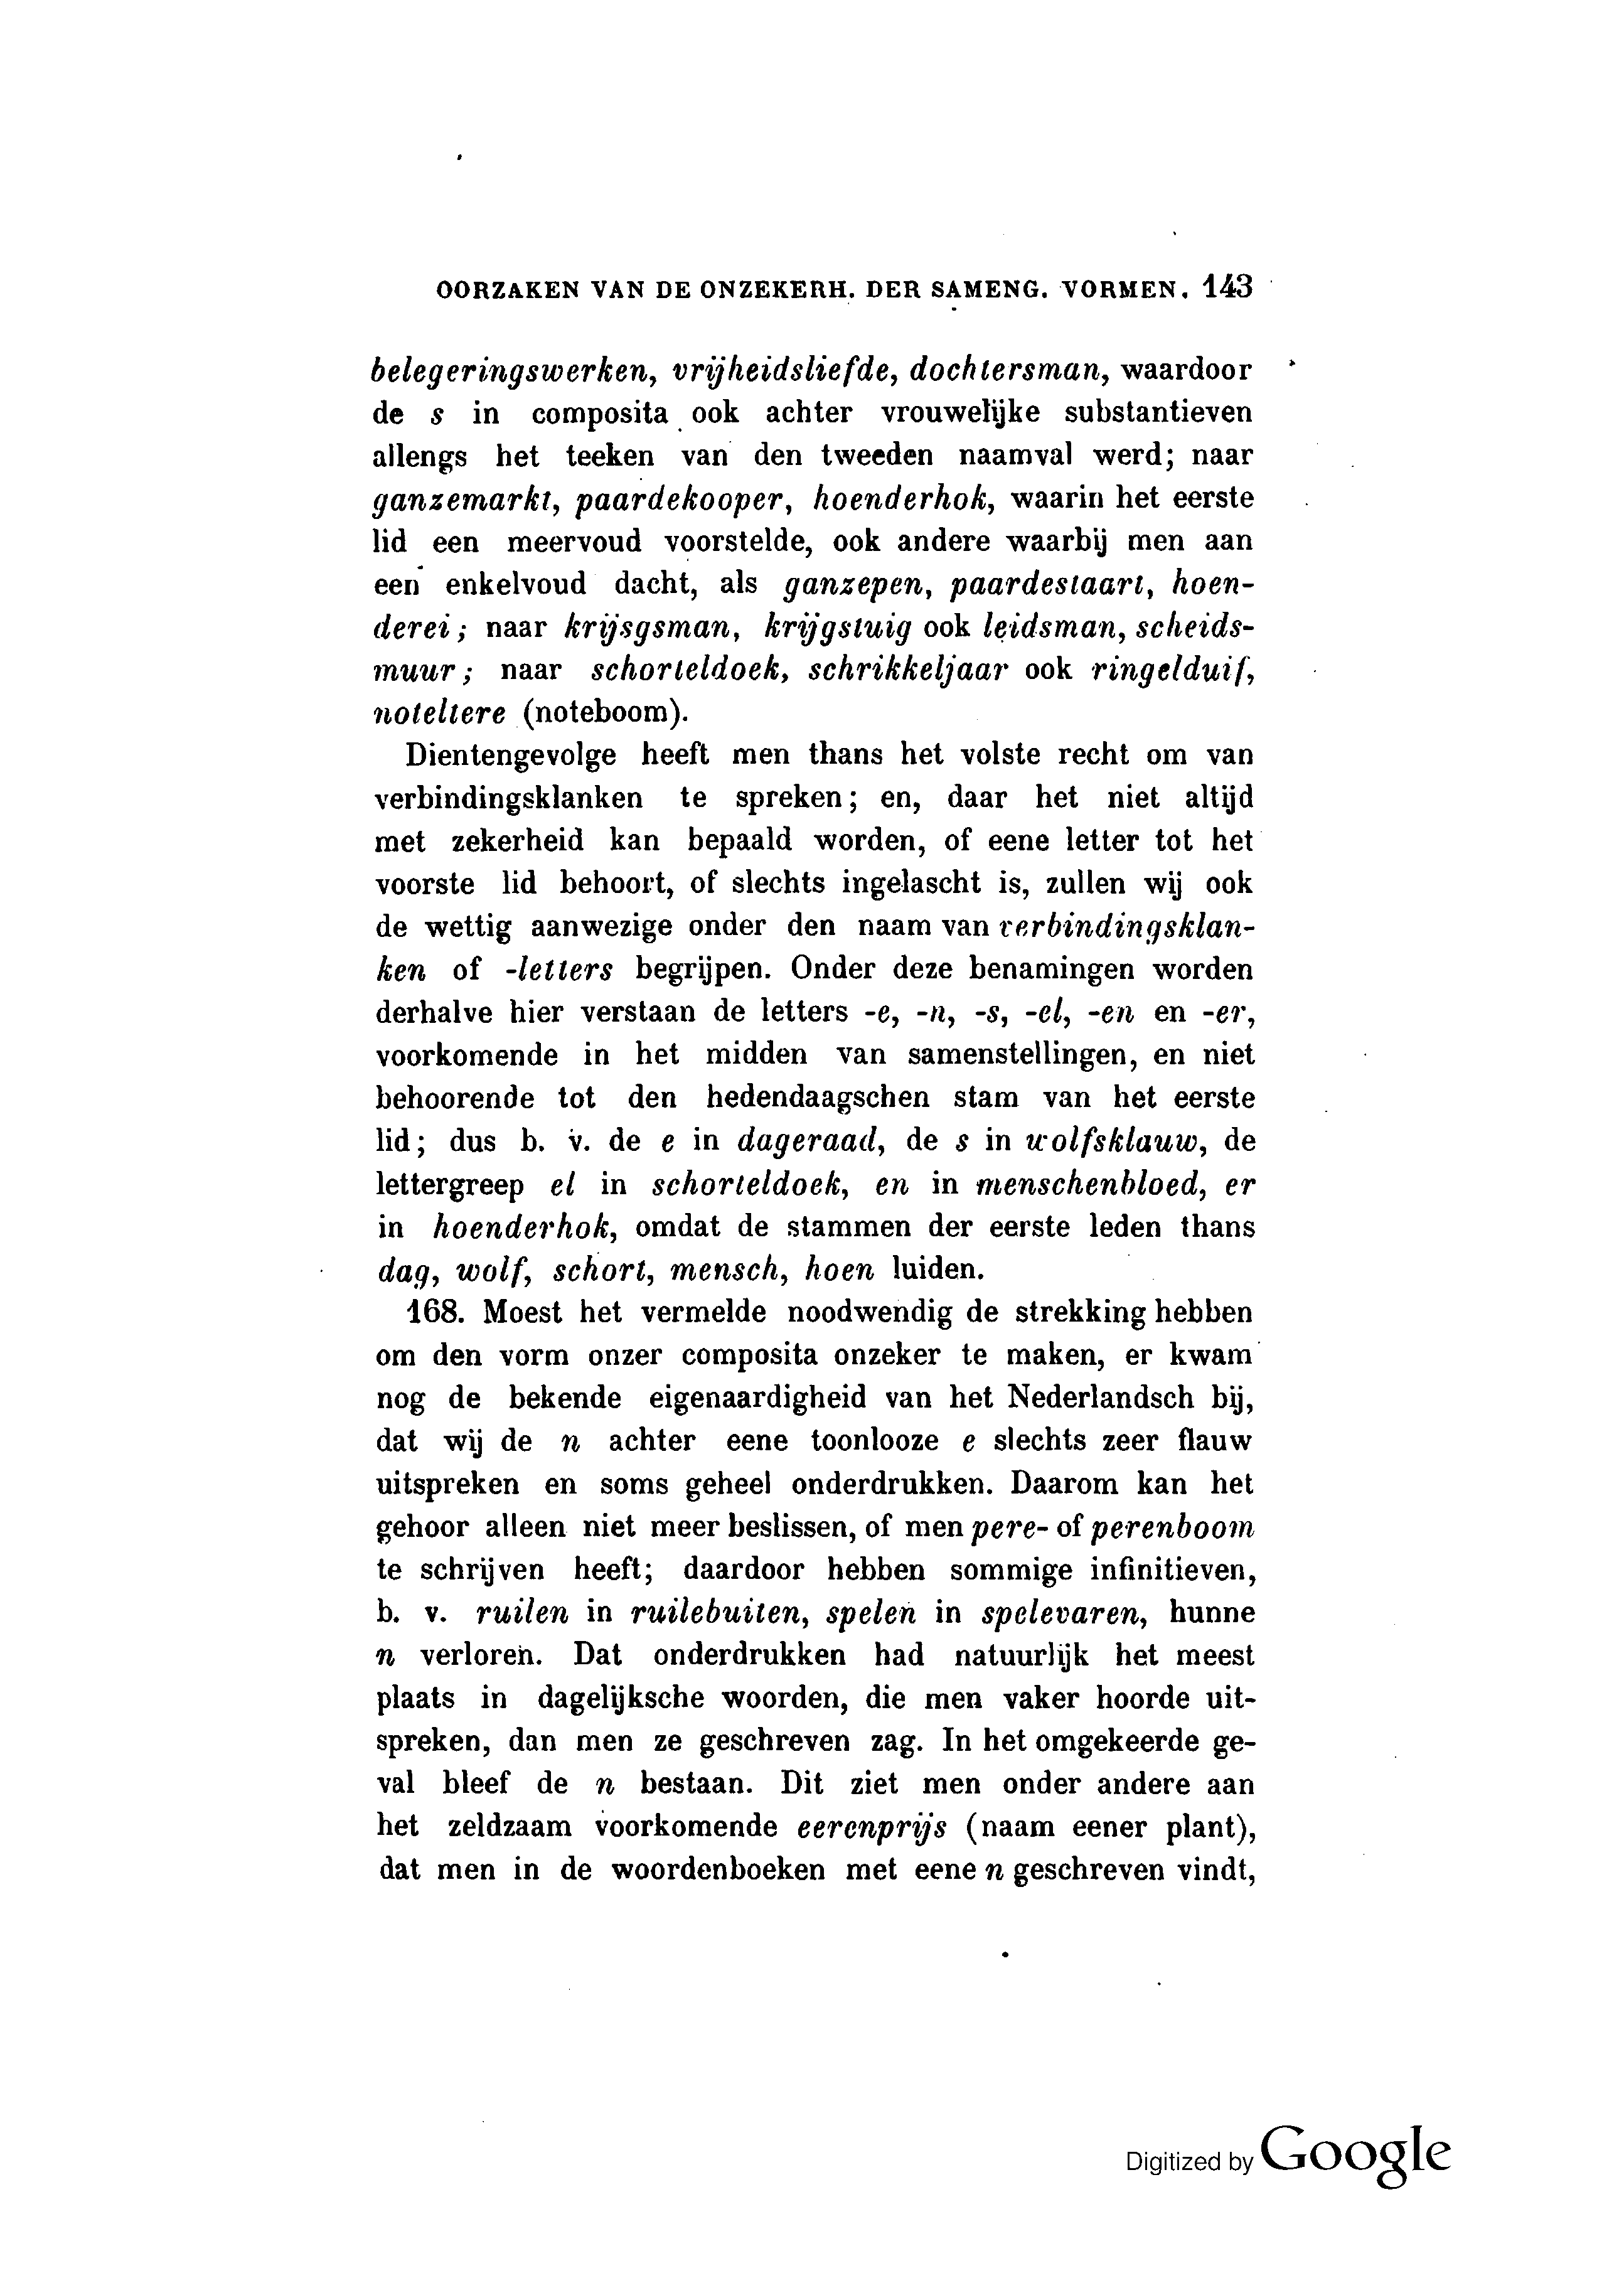 OORZAKEN VAN DE ONZEKERH. DER SAMENG. VORMEN. 143
belegeringswerken, vrijheidsliefde, dochtersman, waardoor
de s in composita ook achter vrouwelijke substantieven
allengs het teeken van den tweeden naamval werd; naar
ganzemarkt, paardekooper, hoenderhok, waarin het eerste
lid een meervoud voorstelde, ook andere waarbij men aan
een enkelvoud dacht, als ganzepen, paardestaart, hoen-
derei; naar krijsgsman, krijgstuig ook leidsman, scheids-
muur; naar schorteldoek, schrikkeljaar ook ringelduif,
noteltere (noteboom).
Dientengevolge heeft men thans het volste recht om van
verbindingsklanken te spreken; en, daar het niet altijd
met zekerheid kan bepaald worden, of eene letter tot het
voorste lid behoort, of slechts ingelascht is, zullen wij ook
de wettig aanwezige onder den naam van verbindingsklan-
ken of -letters begrijpen. Onder deze benamingen worden
derhalve hier verstaan de letters -e, -n, -s, -el, -en en -er,
voorkomende in het midden van samenstellingen, en niet
behoorende tot den hedendaagschen stam van het eerste
lid; dus b. v. de e in dageraad, de s in wolfsklauw, de
lettergreep el in schorteldoek, en in menschenbloed, er
in hoenderhok, omdat de stammen der eerste leden thans
dag, wolf, schort, mensch, hoen luiden.
168. Moest het vermelde noodwendig de strekking hebben
om den vorm onzer composita onzeker te maken, er kwam
nog de bekende eigenaardigheid van het Nederlandsch bij,
dat wij de n achter eene toonlooze e slechts zeer flauw
uitspreken en soms geheel onderdrukken. Daarom kan het
gehoor alleen niet meer beslissen, of men pere- of perenboom
te schrijven heeft; daardoor hebben sommige infinitieven,
b. v. ruilen in ruilebuiten, spelen in spelevaren, hunne
n verloren. Dat onderdrukken had natuurlijk het meest
plaats in dagelijksche woorden, die men vaker hoorde uit-
spreken, dan men ze geschreven zag. In het omgekeerde ge-
val bleef de n bestaan. Dit ziet men onder andere aan
het zeldzaam voorkomende eerenprijs (naam eener plant),
dat men in de woordenboeken met eene n geschreven vindt,
Digitized by Google